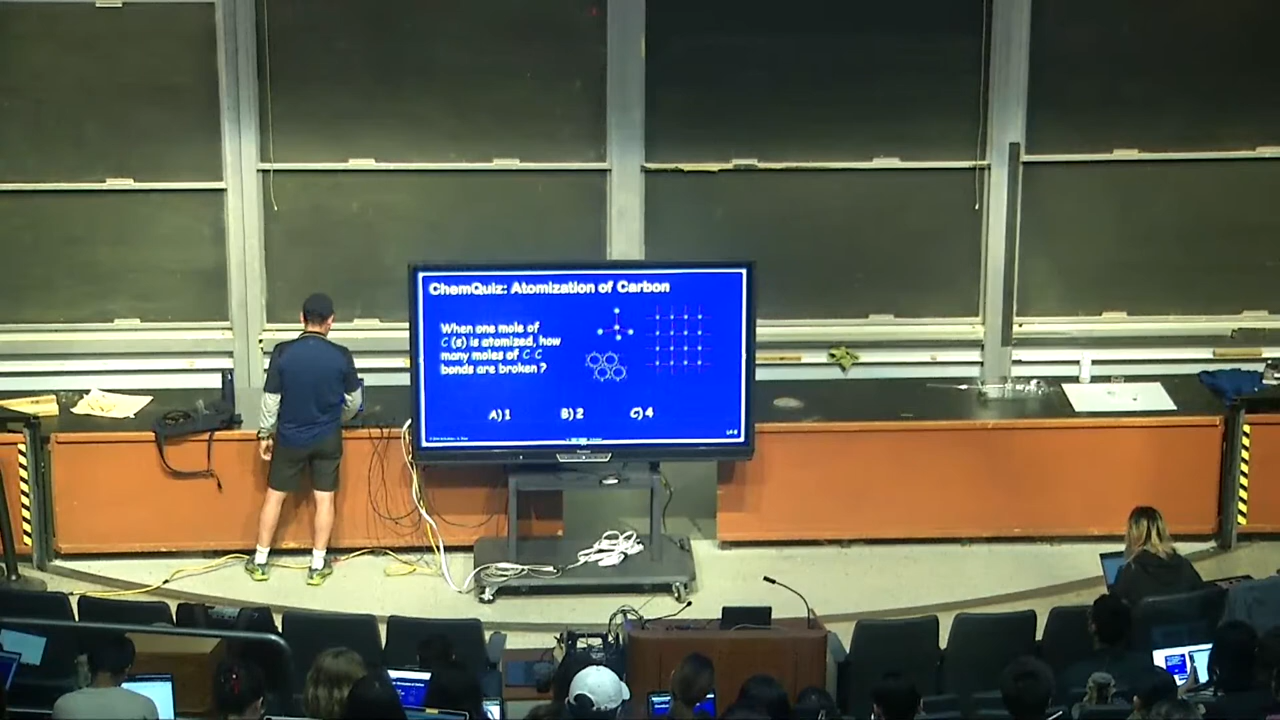 ChemQuiz: Atomization of Carbon
When one mole of
C (s) is atomized, how
many moles of C-C
bonds are broken?
A) 1 B) 2 C) 4